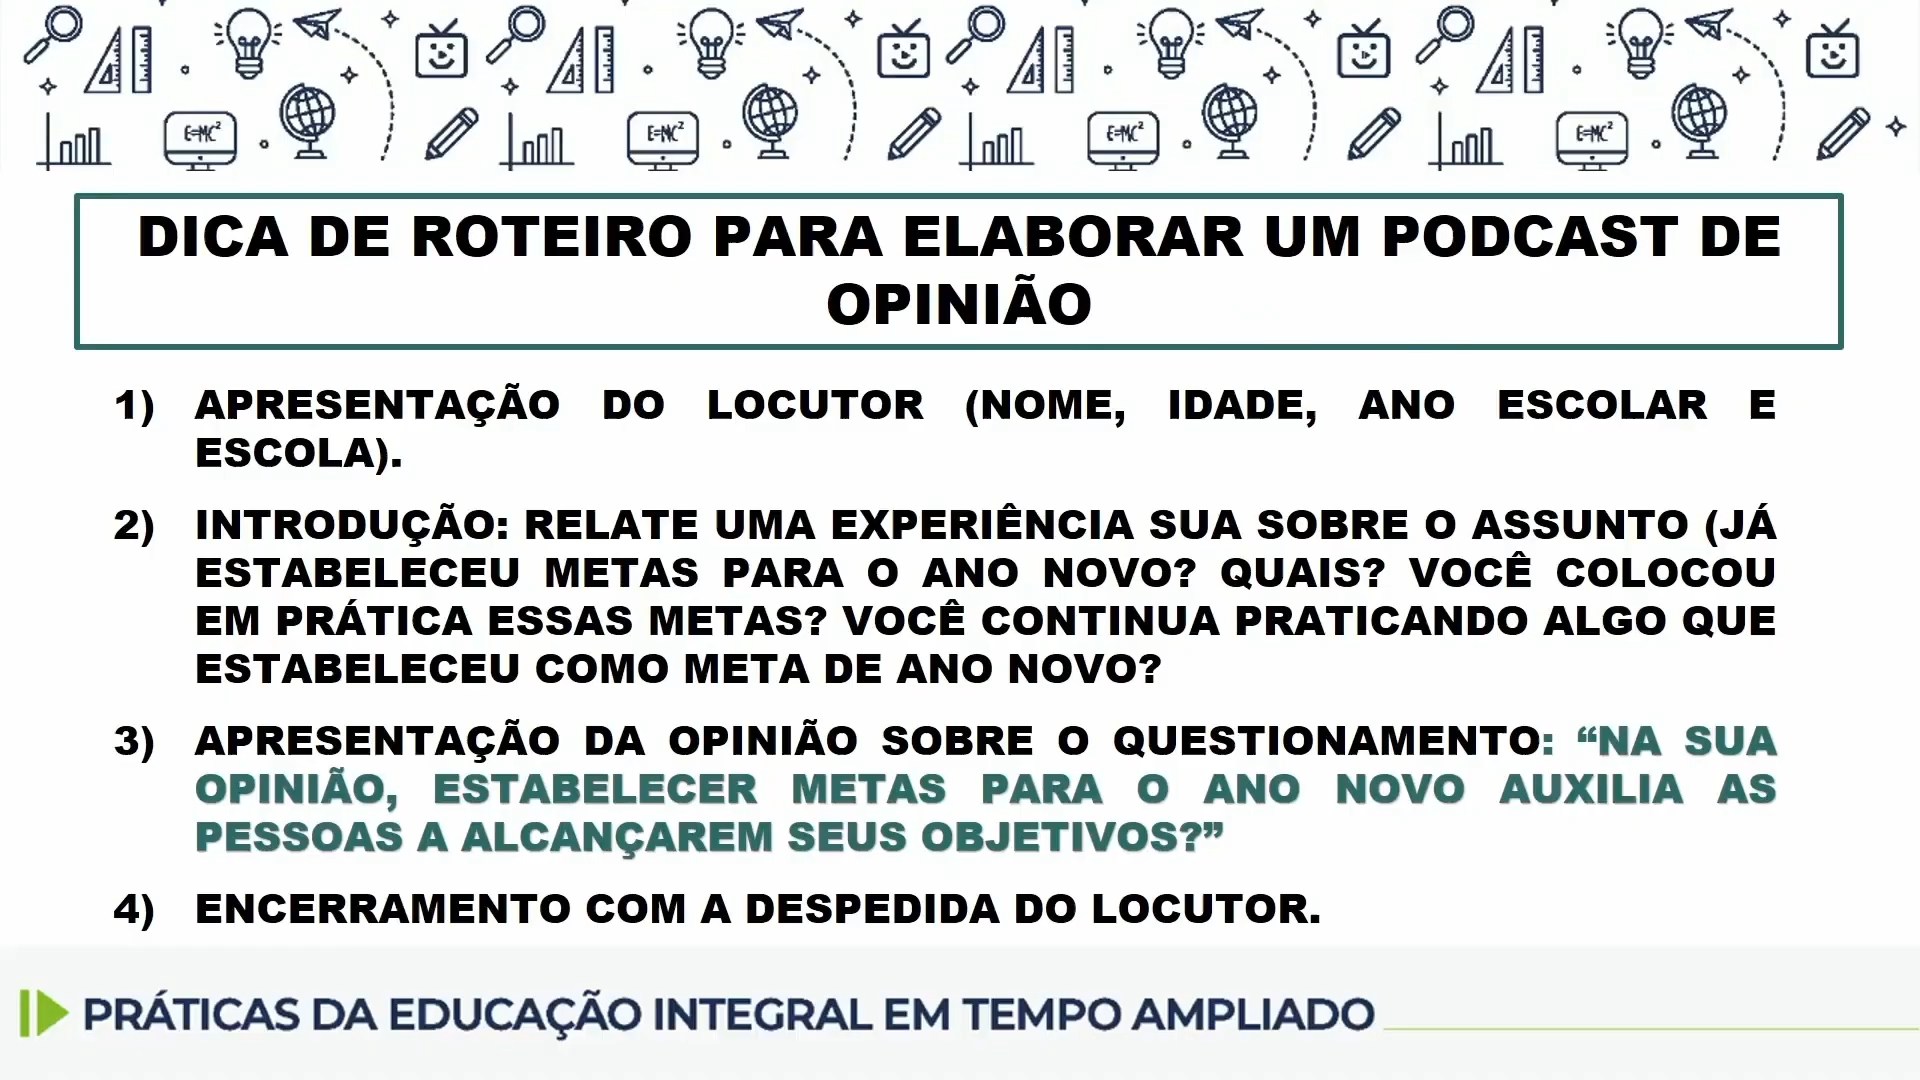 E=MC² E=MC² E=MC² E=MC²
DICA DE ROTEIRO PARA ELABORAR UM PODCAST DE
OPINIÃO
1) APRESENTAÇÃO DO LOCUTOR (NOME, IDADE, ANO ESCOLAR E
ESCOLA).
2) INTRODUÇÃO: RELATE UMA EXPERIÊNCIA SUA SOBRE O ASSUNTO (JÁ
ESTABELECEU METAS PARA O ANO NOVO? QUAIS? VOCÊ COLOCOU
EM PRÁTICA ESSAS METAS? VOCÊ CONTINUA PRATICANDO ALGO QUE
ESTABELECEU COMO META DE ANO NOVO?
3) APRESENTAÇÃO DA OPINIÃO SOBRE O QUESTIONAMENTO: “NA SUA
OPINIÃO, ESTABELECER METAS PARA O ANO NOVO AUXILIA AS
PESSOAS A ALCANÇAREM SEUS OBJETIVOS?”
4) ENCERRAMENTO COM A DESPEDIDA DO LOCUTOR.
PRÁTICAS DA EDUCAÇÃO INTEGRAL EM TEMPO AMPLIADO